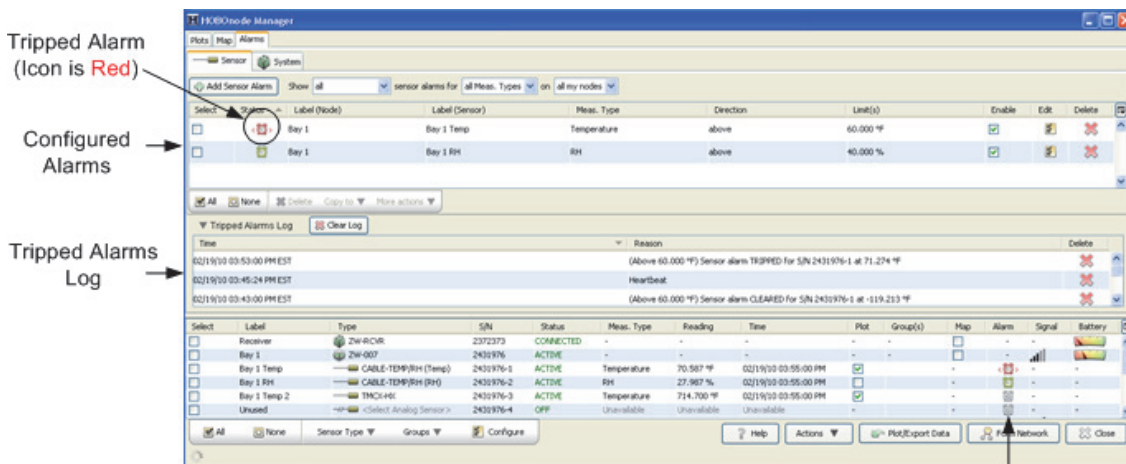 HOBOnode Manager
Plots Map Alarms
Tripped Alarm
(Icon is Red)
Sensor System
Add Sensor Alarm Show all sensor alarms for all Meas. Types on all my nodes
Select Status Label (Node) Label (Sensor) Meas. Type Direction Limit(s) Enable Edit Delete
Bay 1 Bay 1 Temp Temperature above 60.000 °F
Configured
Alarms
Bay 1 Bay 1 RH RH above 40.000 %
All None Delete Copy to More actions
Tripped Alarms Log Clear Log
Tripped Alarms
Log
Time Reason Delete
02/19/10 03:53:00 PM EST (Above 60.000 °F) Sensor alarm TRIPPED for S/N 2431976-1 at 71.274 °F
02/19/10 03:45:24 PM EST Heartbeat
02/19/10 03:43:00 PM EST (Above 60.000 °F) Sensor alarm CLEARED for S/N 2431976-1 at -119.213 °F
Select Label Type S/N Status Meas. Type Reading Time Plot Group(s) Map Alarm Signal Battery
Receiver ZW-RCVR 2372373 CONNECTED - - - - - - -
Bay 1 ZW-007 2431976 ACTIVE - - - - - -
Bay 1 Temp CABLE-TEMP/RH (Temp) 2431976-1 ACTIVE Temperature 70.587 °F 02/19/10 03:55:00 PM - - -
Bay 1 RH CABLE-TEMP/RH (RH) 2431976-2 ACTIVE RH 27.987 % 02/19/10 03:55:00 PM - - -
Bay 1 Temp 2 TMCX-HX 2431976-3 ACTIVE Temperature 714.700 °F 02/19/10 03:55:00 PM - - -
Unused <Select Analog Sensor> 2431976-4 OFF Unavailable Unavailable Unavailable - - - -
All None Sensor Type Groups Configure Help Actions Plot/Export Data Network Close